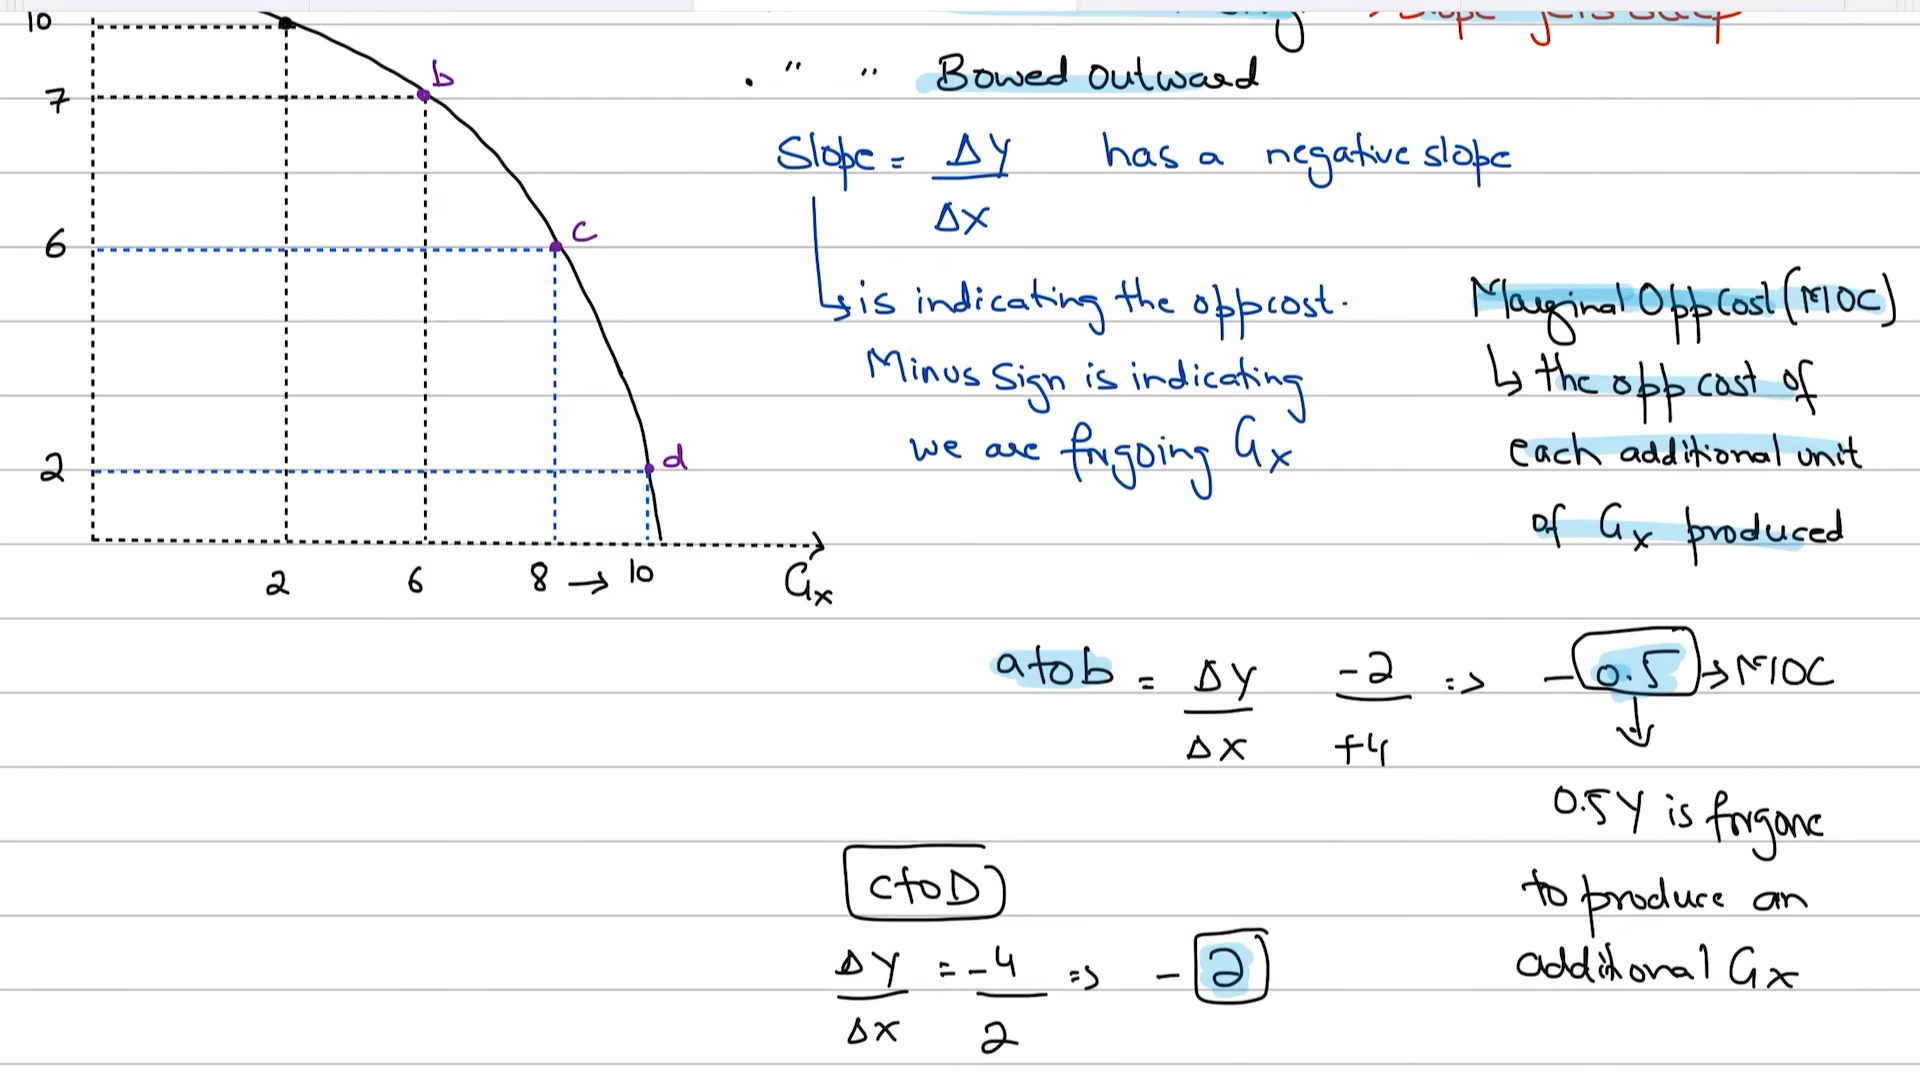 10
b
7
c
6
d
2
2 6 8 → 10 Gx
→ slope gets steep
. " " Bowed outward
Slope = ΔY has a negative slope
ΔX
↳ is indicating the opp cost.
Minus sign is indicating
we are forgoing Gx
Marginal Opp Cost (MOC)
↳ the opp cost of
each additional unit
of Gx produced
a to b = ΔY -2 => - 0.5 → MOC
ΔX +4
0.5Y is forgone
to produce an
additional Gx
C to D
ΔY = -4 => - 2
ΔX 2